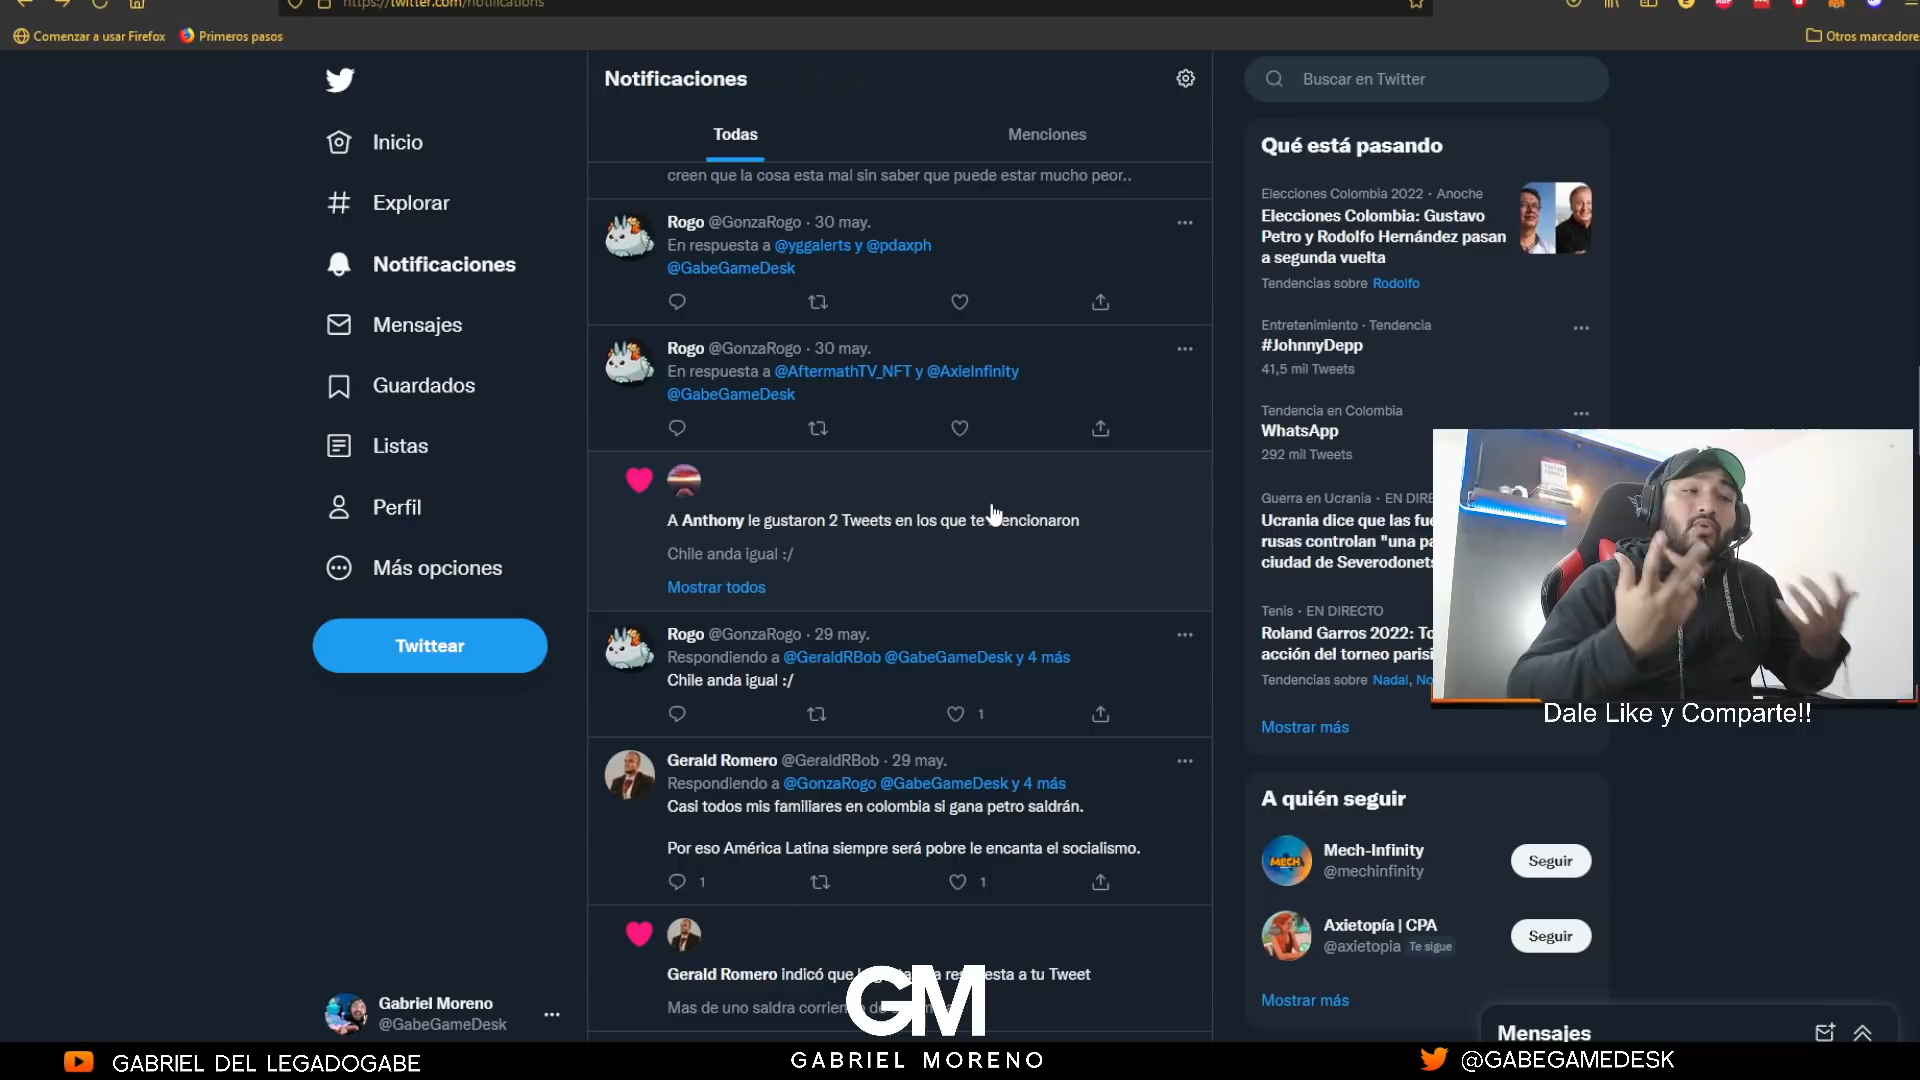 https://twitter.com/notifications
Comenzar a usar Firefox
Primeros pasos
Otros marcadores
Notificaciones
Buscar en Twitter
Inicio
Explorar
Notificaciones
Mensajes
Guardados
Listas
Perfil
Más opciones
Twittear
Gabriel Moreno
@GabeGameDesk
Todas
Menciones
creen que la cosa esta mal sin saber que puede estar mucho peor..
Rogo @GonzaRogo · 30 may.
En respuesta a @yggalerts y @pdaxph
@GabeGameDesk
Rogo @GonzaRogo · 30 may.
En respuesta a @AftermathTV_NFT y @AxieInfinity
@GabeGameDesk
A Anthony le gustaron 2 Tweets en los que te mencionaron
Chile anda igual :/
Mostrar todos
Rogo @GonzaRogo · 29 may.
Respondiendo a @GeraldRBob @GabeGameDesk y 4 más
Chile anda igual :/
1
Gerald Romero @GeraldRBob · 29 may.
Respondiendo a @GonzaRogo @GabeGameDesk y 4 más
Casi todos mis familiares en colombia si gana petro saldrán.
Por eso América Latina siempre será pobre le encanta el socialismo.
1 1
Gerald Romero indicó que a tu Tweet
Mas de uno saldra
Qué está pasando
Elecciones Colombia 2022 · Anoche
Elecciones Colombia: Gustavo
Petro y Rodolfo Hernández pasan
a segunda vuelta
Tendencias sobre Rodolfo
Entretenimiento · Tendencia
#JohnnyDepp
41,5 mil Tweets
Tendencia en Colombia
WhatsApp
292 mil Tweets
Guerra en Ucrania · EN
Ucrania dice que las
rusas controlan "una
ciudad de
Tenis · EN DIRECTO
Roland Garros 2022:
acción del torneo
Tendencias sobre Nadal,
Mostrar más
Dale Like y Comparte!!
A quién seguir
MECH
Mech-Infinity
@mechinfinity
Seguir
Axietopía | CPA
@axietopia Te sigue
Seguir
Mostrar más
Mensajes
GM
GABRIEL MORENO
GABRIEL DEL LEGADOGABE
@GABEGAMEDESK